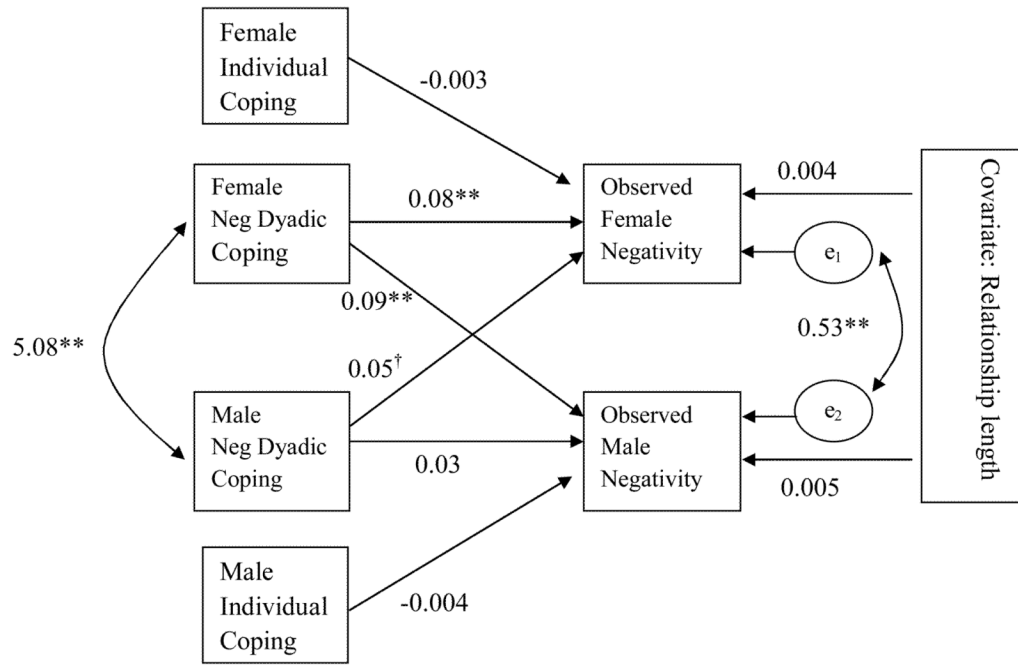 Female
Individual
Coping
-0.003
Female
Neg Dyadic
Coping
0.08**
Observed
Female
Negativity
0.004
e1
0.09**
5.08**
0.53**
0.05†
Male
Neg Dyadic
Coping
0.03
Observed
Male
Negativity
e2
0.005
Covariate: Relationship length
Male
Individual
Coping
-0.004